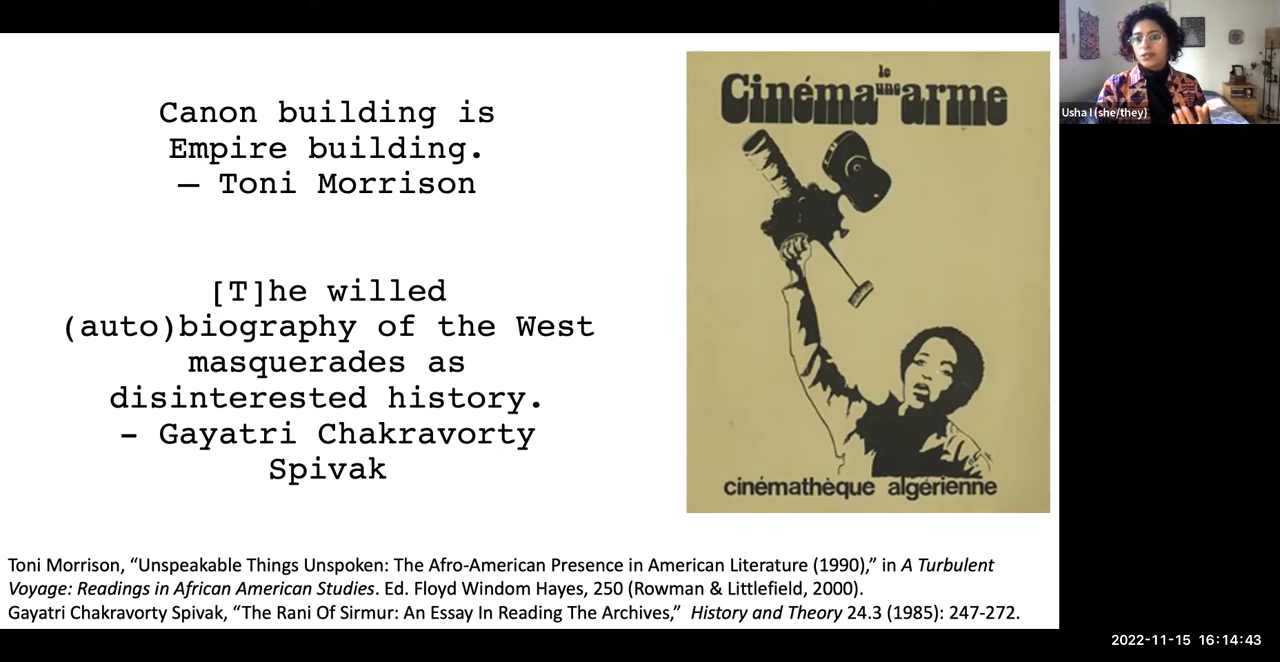 Canon building is
Empire building.
— Toni Morrison
[T]he willed
(auto)biography of the West
masquerades as
disinterested history.
– Gayatri Chakravorty
Spivak
le
Cinéma une arme
cinémathèque algérienne
Toni Morrison, “Unspeakable Things Unspoken: The Afro-American Presence in American Literature (1990),” in A Turbulent
Voyage: Readings in African American Studies. Ed. Floyd Windom Hayes, 250 (Rowman & Littlefield, 2000).
Gayatri Chakravorty Spivak, “The Rani Of Sirmur: An Essay In Reading The Archives,” History and Theory 24.3 (1985): 247-272.
Usha I (she/they)
2022-11-15 16:14:43